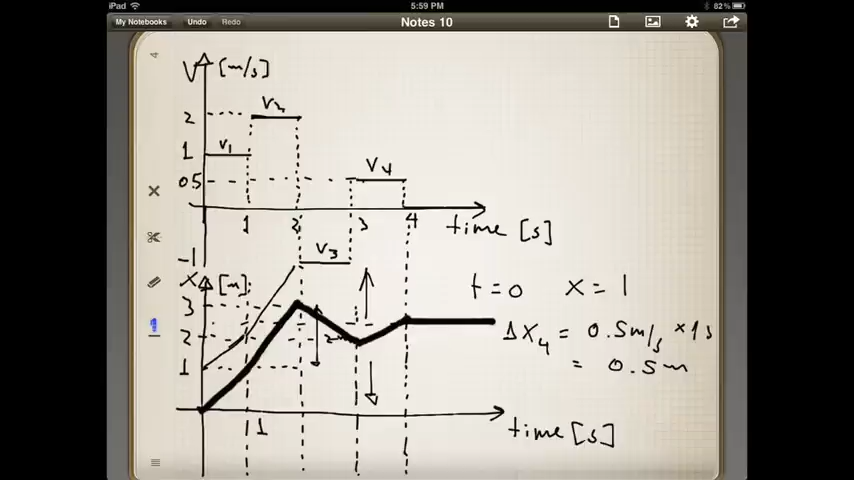 iPad 5:59 PM 82%
My Notebooks Undo Redo Notes 10
4
V [m/s]
2 V2
1 V1
0.5 V4
1 2 3 4 time [s]
-1 V3
X [m]
t=0 x=1
3
2 2
ΔX4 = 0.5m/s × 1s
1 = 0.5m
1 time [s]